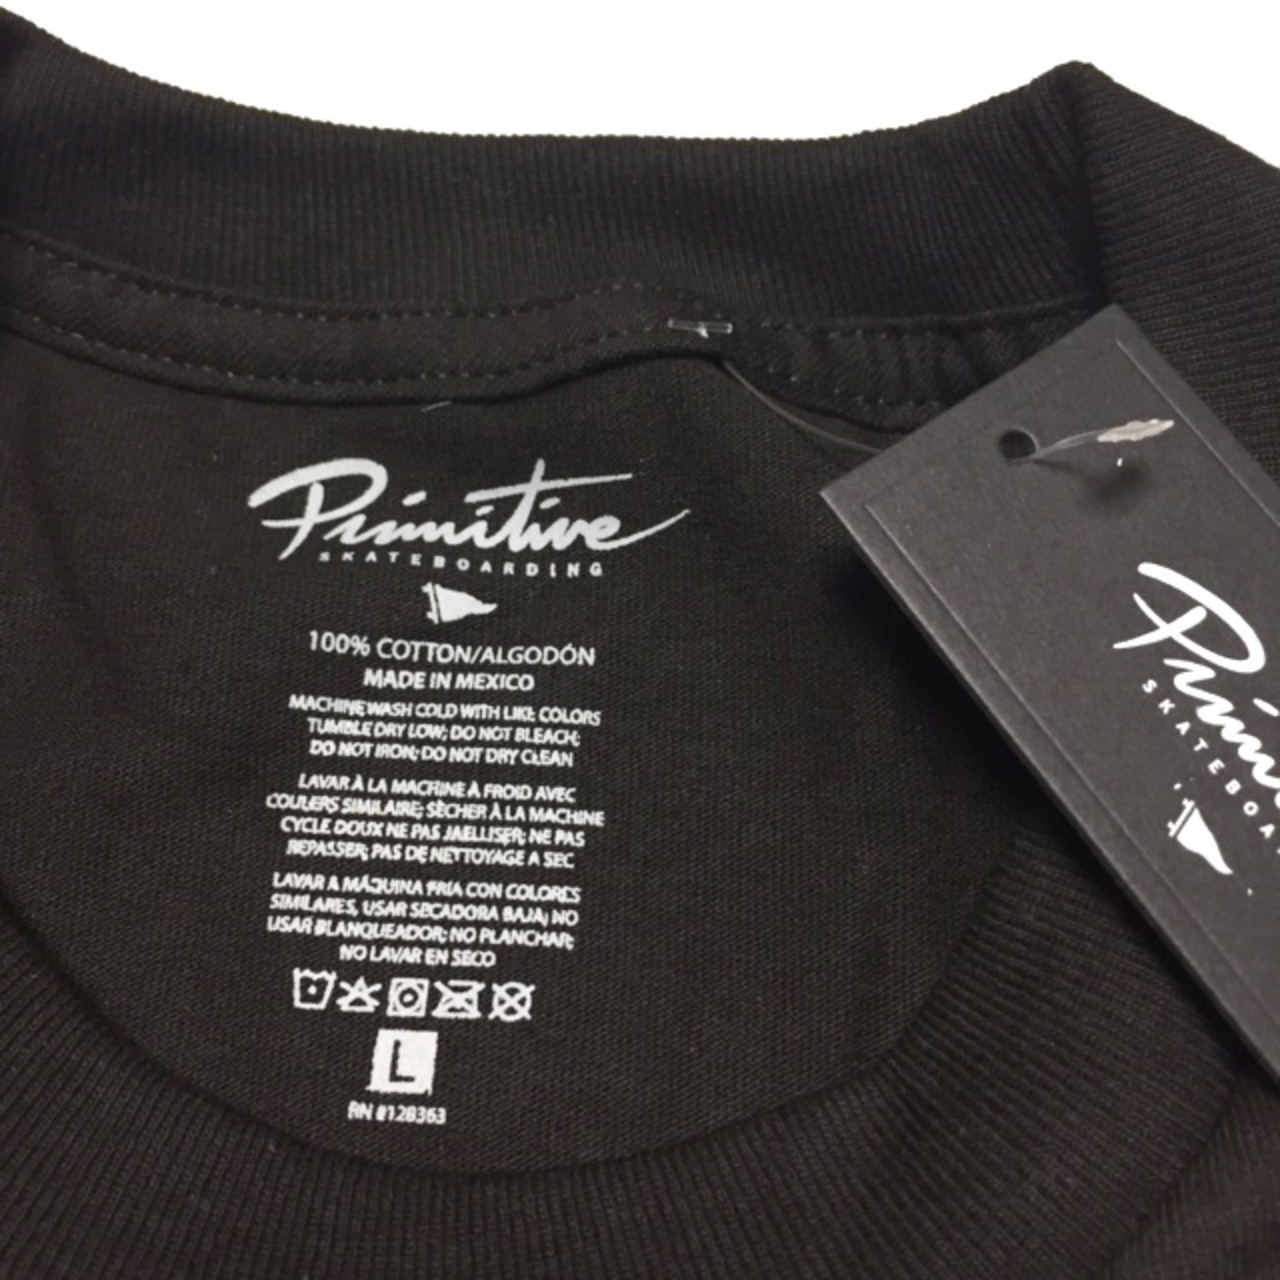 Primitive
SKATEBOARDING
100% COTTON/ALGODÓN
MADE IN MEXICO
MACHINE WASH COLD WITH LIKE COLORS
TUMBLE DRY LOW; DO NOT BLEACH;
DO NOT IRON; DO NOT DRY CLEAN
LAVAR À LA MACHINE À FROID AVEC
COULERS SIMILAIRE; SÈCHER À LA MACHINE
CYCLE DOUX NE PAS JAELLISER; NE PAS
REPASSER; PAS DE NETTOYAGE A SEC
LAVAR A MÁQUINA FRIA CON COLORES
SIMILARES, USAR SECADORA BAJA; NO
USAR BLANQUEADOR; NO PLANCHAR;
NO LAVAR EN SECO
L
RN #128363
Prim
SKATEBOA